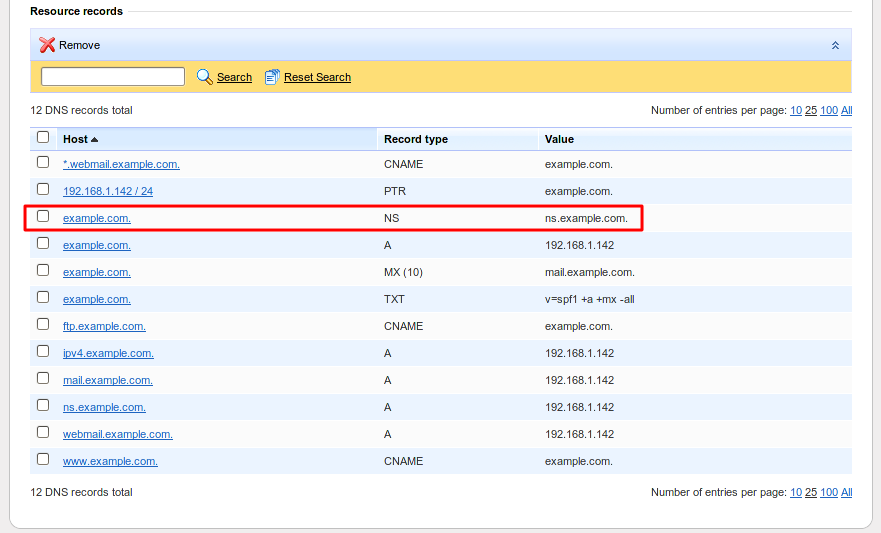 Resource records
Remove
Search Reset Search
12 DNS records total Number of entries per page: 10 25 100 All
Host Record type Value
*.webmail.example.com. CNAME example.com.
192.168.1.142 / 24 PTR example.com.
example.com. NS ns.example.com.
example.com. A 192.168.1.142
example.com. MX (10) mail.example.com.
example.com. TXT v=spf1 +a +mx -all
ftp.example.com. CNAME example.com.
ipv4.example.com. A 192.168.1.142
mail.example.com. A 192.168.1.142
ns.example.com. A 192.168.1.142
webmail.example.com. A 192.168.1.142
www.example.com. CNAME example.com.
12 DNS records total Number of entries per page: 10 25 100 All